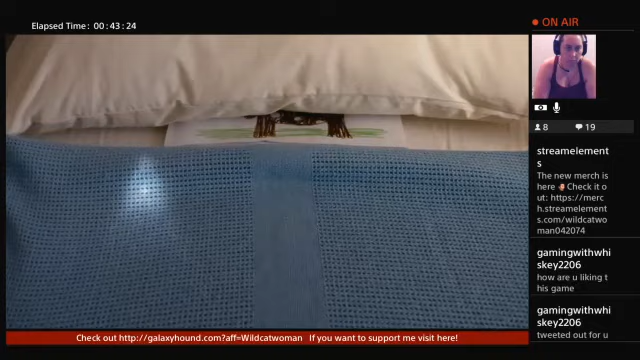 Elapsed Time: 00:43:24
ON AIR
8 19
streamelement
s
The new merch is
here Check it o
ut: https://merc
h.streamelement
s.com/wildcatwo
man042074
gamingwithwhi
skey2206
how are u liking t
his game
gamingwithwhi
skey2206
tweeted out for u
Check out http://galaxyhound.com?aff=Wildcatwoman If you want to support me visit here!